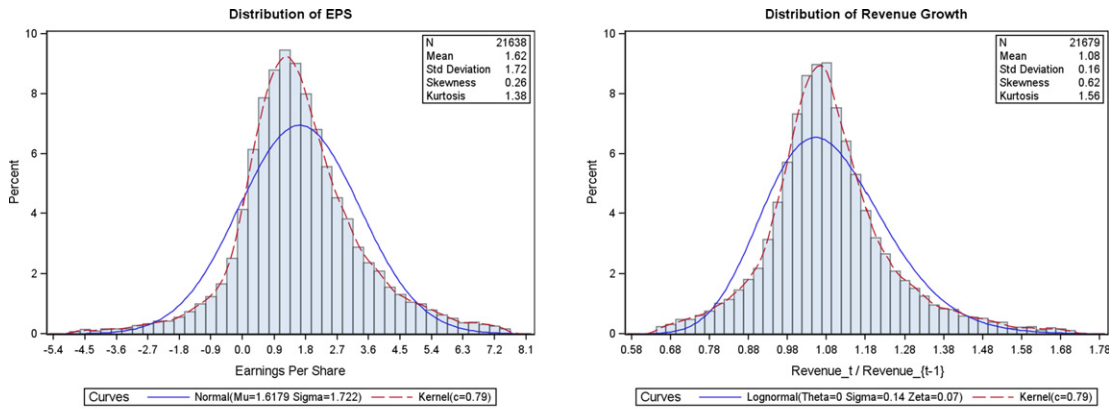 Distribution of EPS
10
8
6
4
2
0
Percent
N 21638
Mean 1.62
Std Deviation 1.72
Skewness 0.26
Kurtosis 1.38
-5.4 -4.5 -3.6 -2.7 -1.8 -0.9 0.0 0.9 1.8 2.7 3.6 4.5 5.4 6.3 7.2 8.1
Earnings Per Share
Curves Normal(Mu=1.6179 Sigma=1.722) Kernel(c=0.79)
Distribution of Revenue Growth
10
8
6
4
2
0
Percent
N 21679
Mean 1.08
Std Deviation 0.16
Skewness 0.62
Kurtosis 1.56
0.58 0.68 0.78 0.88 0.98 1.08 1.18 1.28 1.38 1.48 1.58 1.68 1.78
Revenue_t / Revenue_{t-1}
Curves Lognormal(Theta=0 Sigma=0.14 Zeta=0.07) Kernel(c=0.79)